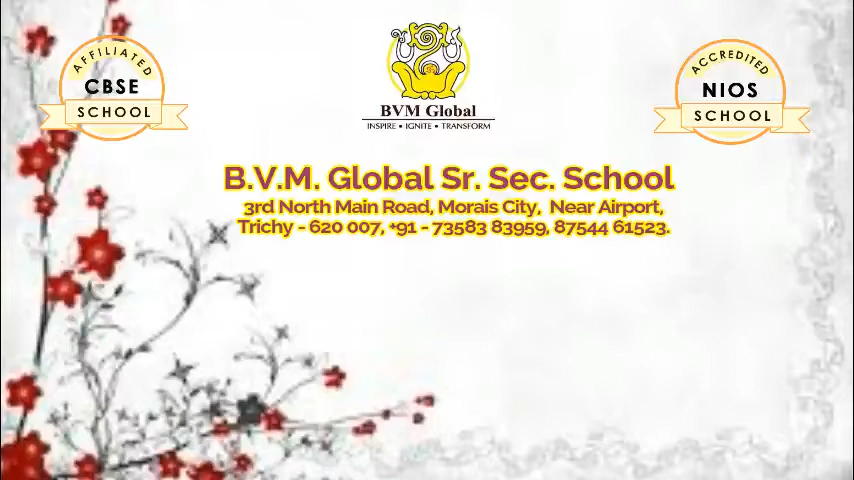 AFFILIATED
CBSE
SCHOOL
BVM Global
INSPIRE • IGNITE • TRANSFORM
ACCREDITED
NIOS
SCHOOL
B.V.M. Global Sr. Sec. School
3rd North Main Road, Morais City, Near Airport,
Trichy - 620 007, +91 - 73583 83959, 87544 61523.